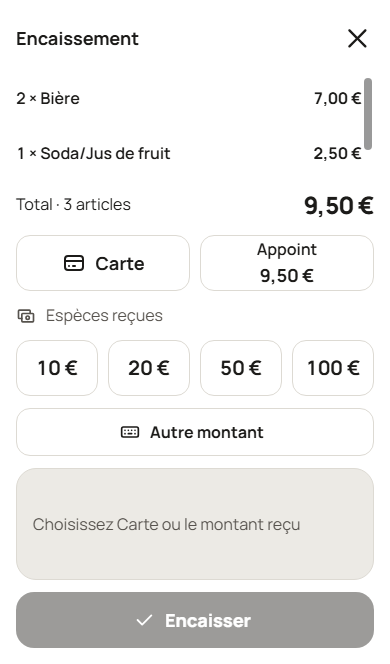 Encaissement
2 × Bière 7,00 €
1 × Soda/Jus de fruit 2,50 €
Total · 3 articles 9,50 €
Carte
Appoint
9,50 €
Espèces reçues
10 € 20 € 50 € 100 €
Autre montant
Choisissez Carte ou le montant reçu
Encaisser